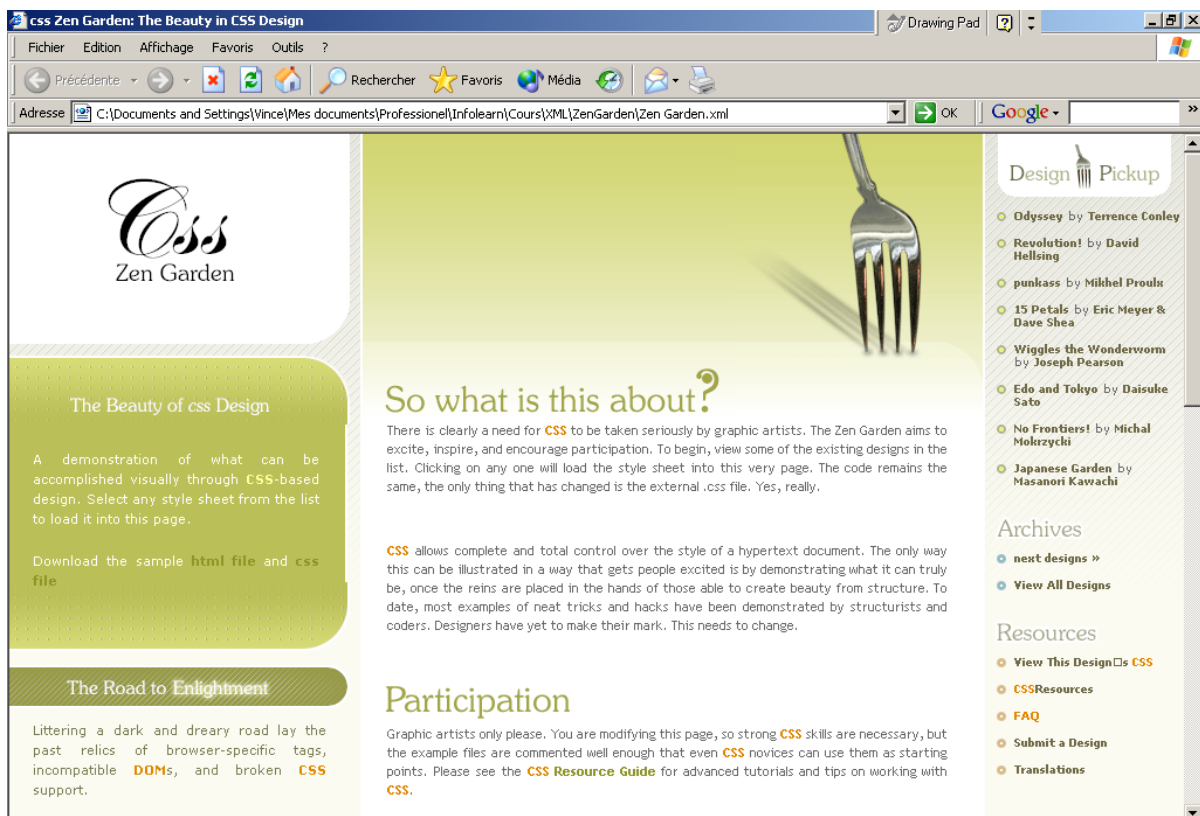 css Zen Garden: The Beauty in CSS Design
Drawing Pad
Fichier Edition Affichage Favoris Outils ?
Précédente Rechercher Favoris Média
Adresse C:\Documents and Settings\Vince\Mes documents\Professionel\Infolearn\Cours\XML\ZenGarden\Zen Garden.xml OK Google »
Css
Zen Garden
The Beauty of css Design
A demonstration of what can be
accomplished visually through CSS-based
design. Select any style sheet from the list
to load it into this page.
Download the sample html file and css
file
The Road to Enlightment
Littering a dark and dreary road lay the
past relics of browser-specific tags,
incompatible DOMs, and broken CSS
support.
So what is this about?
There is clearly a need for CSS to be taken seriously by graphic artists. The Zen Garden aims to
excite, inspire, and encourage participation. To begin, view some of the existing designs in the
list. Clicking on any one will load the style sheet into this very page. The code remains the
same, the only thing that has changed is the external .css file. Yes, really.
CSS allows complete and total control over the style of a hypertext document. The only way
this can be illustrated in a way that gets people excited is by demonstrating what it can truly
be, once the reins are placed in the hands of those able to create beauty from structure. To
date, most examples of neat tricks and hacks have been demonstrated by structurists and
coders. Designers have yet to make their mark. This needs to change.
Participation
Graphic artists only please. You are modifying this page, so strong CSS skills are necessary, but
the example files are commented well enough that even CSS novices can use them as starting
points. Please see the CSS Resource Guide for advanced tutorials and tips on working with
CSS.
Design Pickup
Odyssey by Terrence Conley
Revolution! by David
Hellsing
punkass by Mikhel Proulx
15 Petals by Eric Meyer &
Dave Shea
Wiggles the Wonderworm
by Joseph Pearson
Edo and Tokyo by Daisuke
Sato
No Frontiers! by Michal
Mokrzycki
Japanese Garden by
Masanori Kawachi
Archives
next designs »
View All Designs
Resources
View This Design□s CSS
CSSResources
FAQ
Submit a Design
Translations